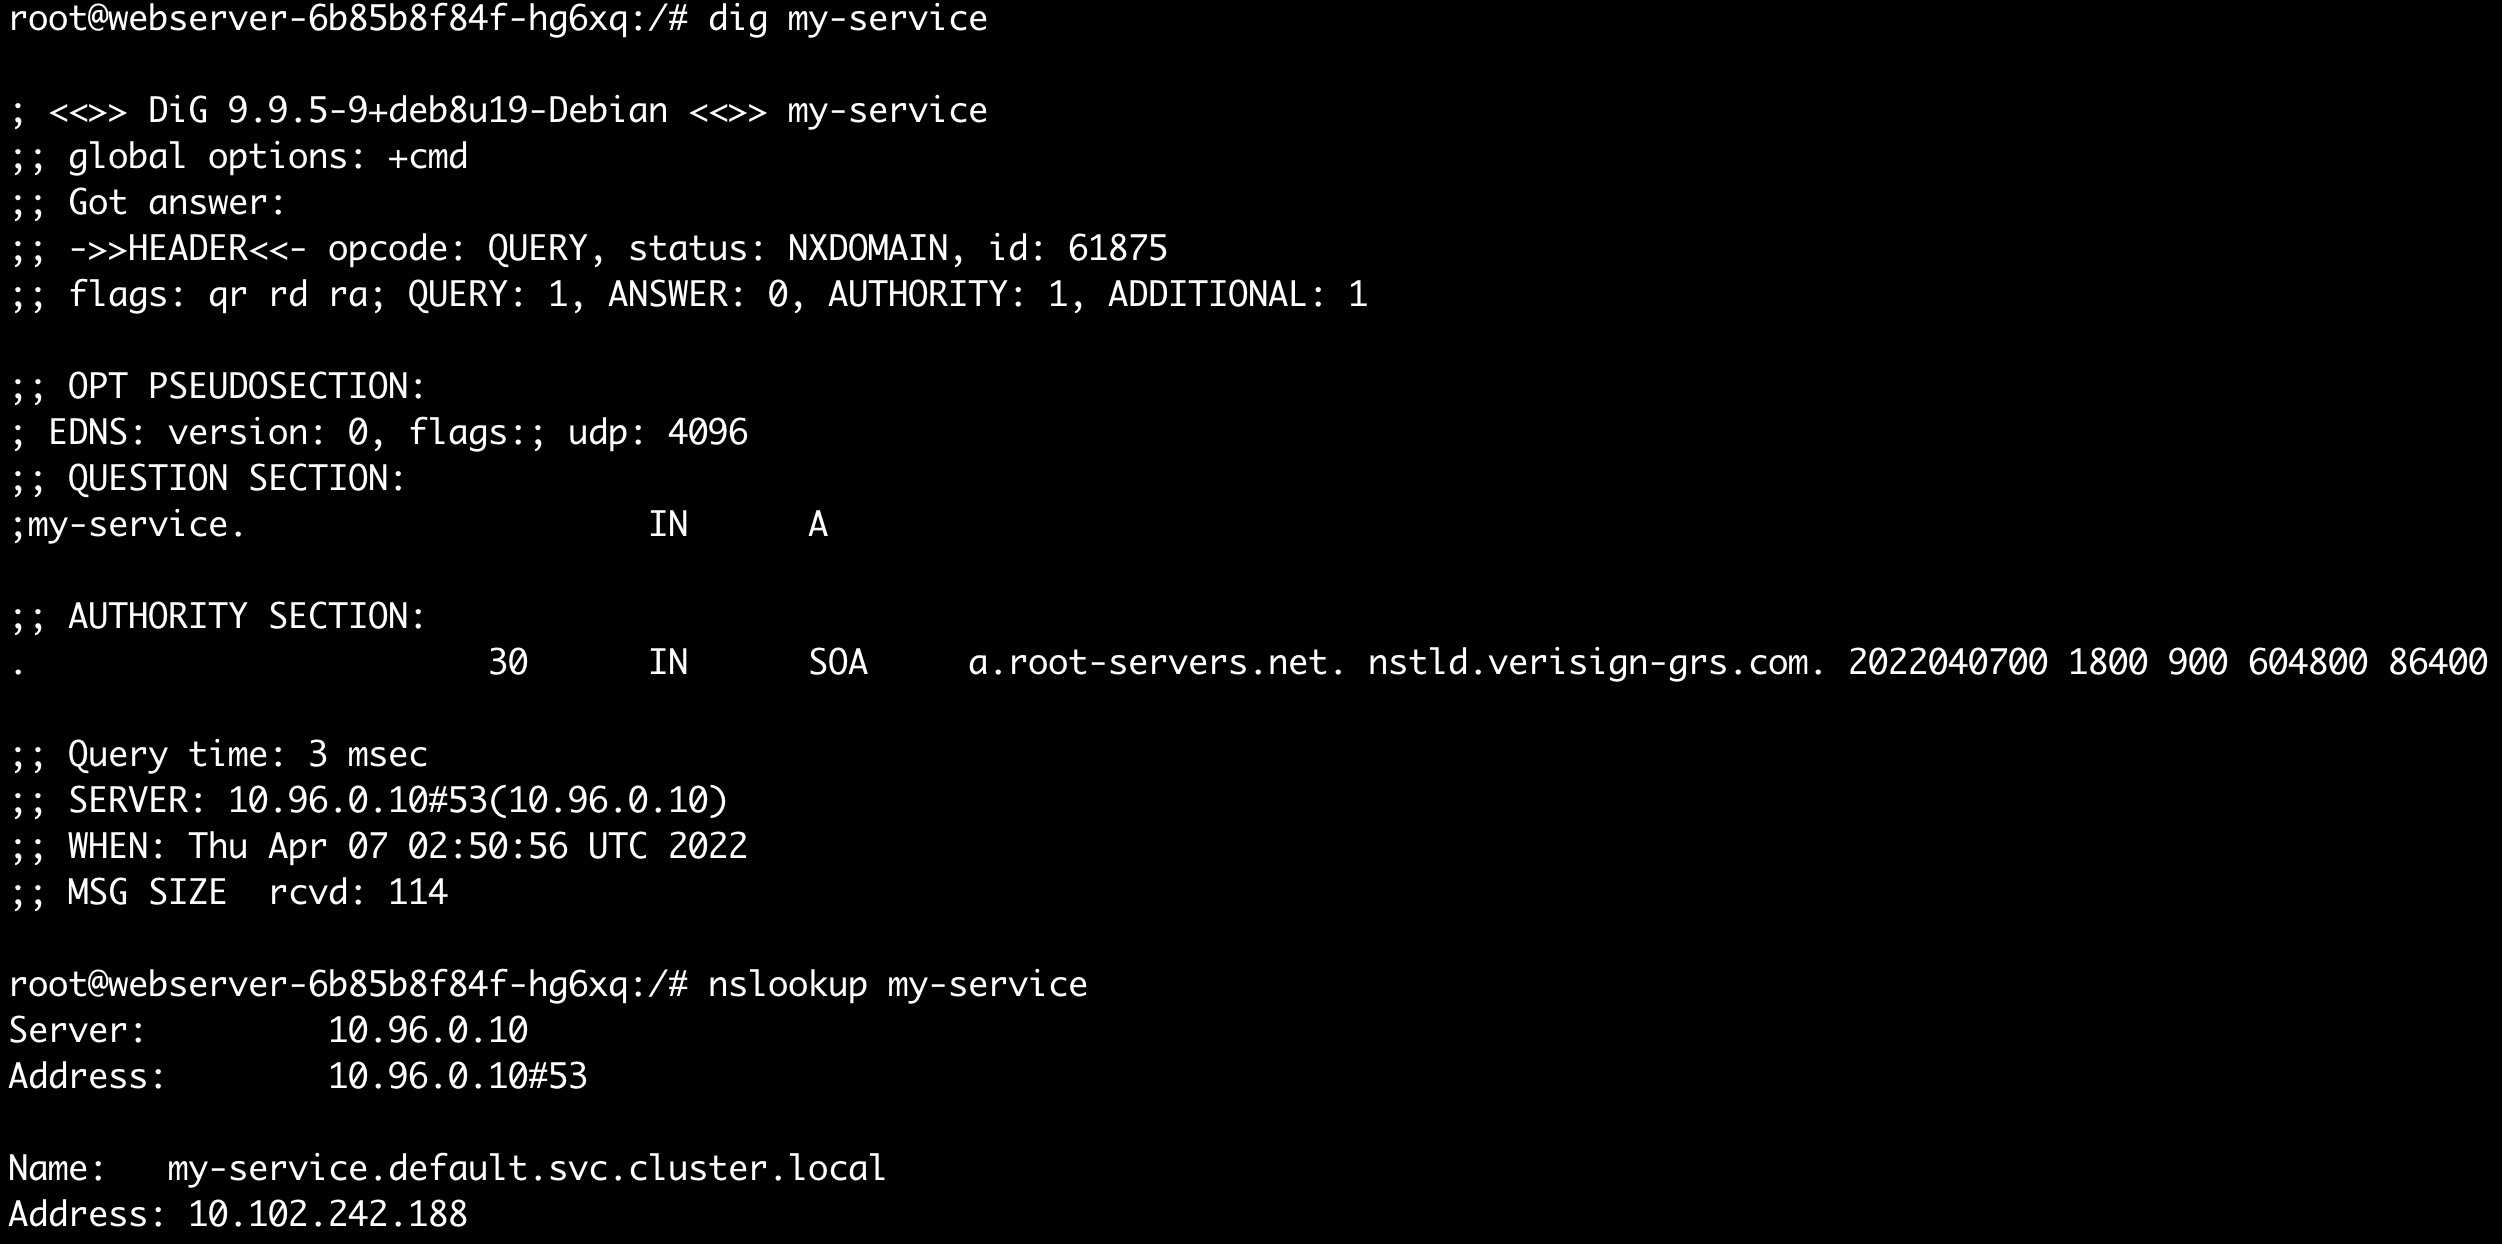 root@webserver-6b85b8f84f-hg6xq:/# dig my-service
; <<>> DiG 9.9.5-9+deb8u19-Debian <<>> my-service
;; global options: +cmd
;; Got answer:
;; ->>HEADER<<- opcode: QUERY, status: NXDOMAIN, id: 61875
;; flags: qr rd ra; QUERY: 1, ANSWER: 0, AUTHORITY: 1, ADDITIONAL: 1
;; OPT PSEUDOSECTION:
; EDNS: version: 0, flags:; udp: 4096
;; QUESTION SECTION:
;my-service. IN A
;; AUTHORITY SECTION:
. 30 IN SOA a.root-servers.net. nstld.verisign-grs.com. 2022040700 1800 900 604800 86400
;; Query time: 3 msec
;; SERVER: 10.96.0.10#53(10.96.0.10)
;; WHEN: Thu Apr 07 02:50:56 UTC 2022
;; MSG SIZE  rcvd: 114
root@webserver-6b85b8f84f-hg6xq:/# nslookup my-service
Server: 10.96.0.10
Address: 10.96.0.10#53
Name: my-service.default.svc.cluster.local
Address: 10.102.242.188